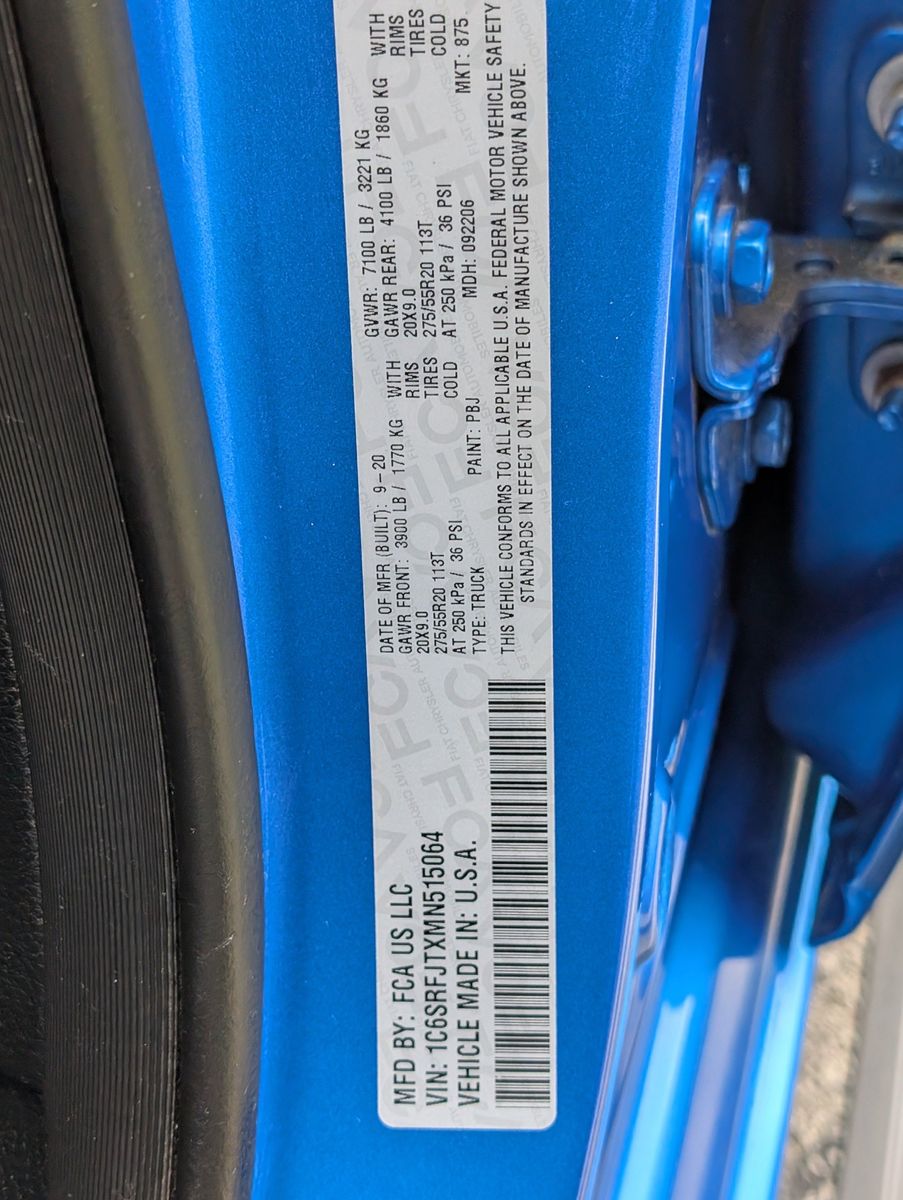 MFD BY: FCA US LLC
VIN: 1C6SRFJTXMN515064
VEHICLE MADE IN: U.S.A.
DATE OF MFR (BUILT): 9-20 GVWR: 7100 LB / 3221 KG
GAWR FRONT: 3900 LB / 1770 KG WITH GAWR REAR: 4100 LB / 1860 KG WITH
20X9.0 RIMS 20X9.0 RIMS
275/55R20 113T TIRES 275/55R20 113T TIRES
AT 250 kPa / 36 PSI COLD AT 250 kPa / 36 PSI COLD
TYPE: TRUCK PAINT: PBJ MDH: 092206 MKT: 875
THIS VEHICLE CONFORMS TO ALL APPLICABLE U.S.A. FEDERAL MOTOR VEHICLE SAFETY
STANDARDS IN EFFECT ON THE DATE OF MANUFACTURE SHOWN ABOVE.